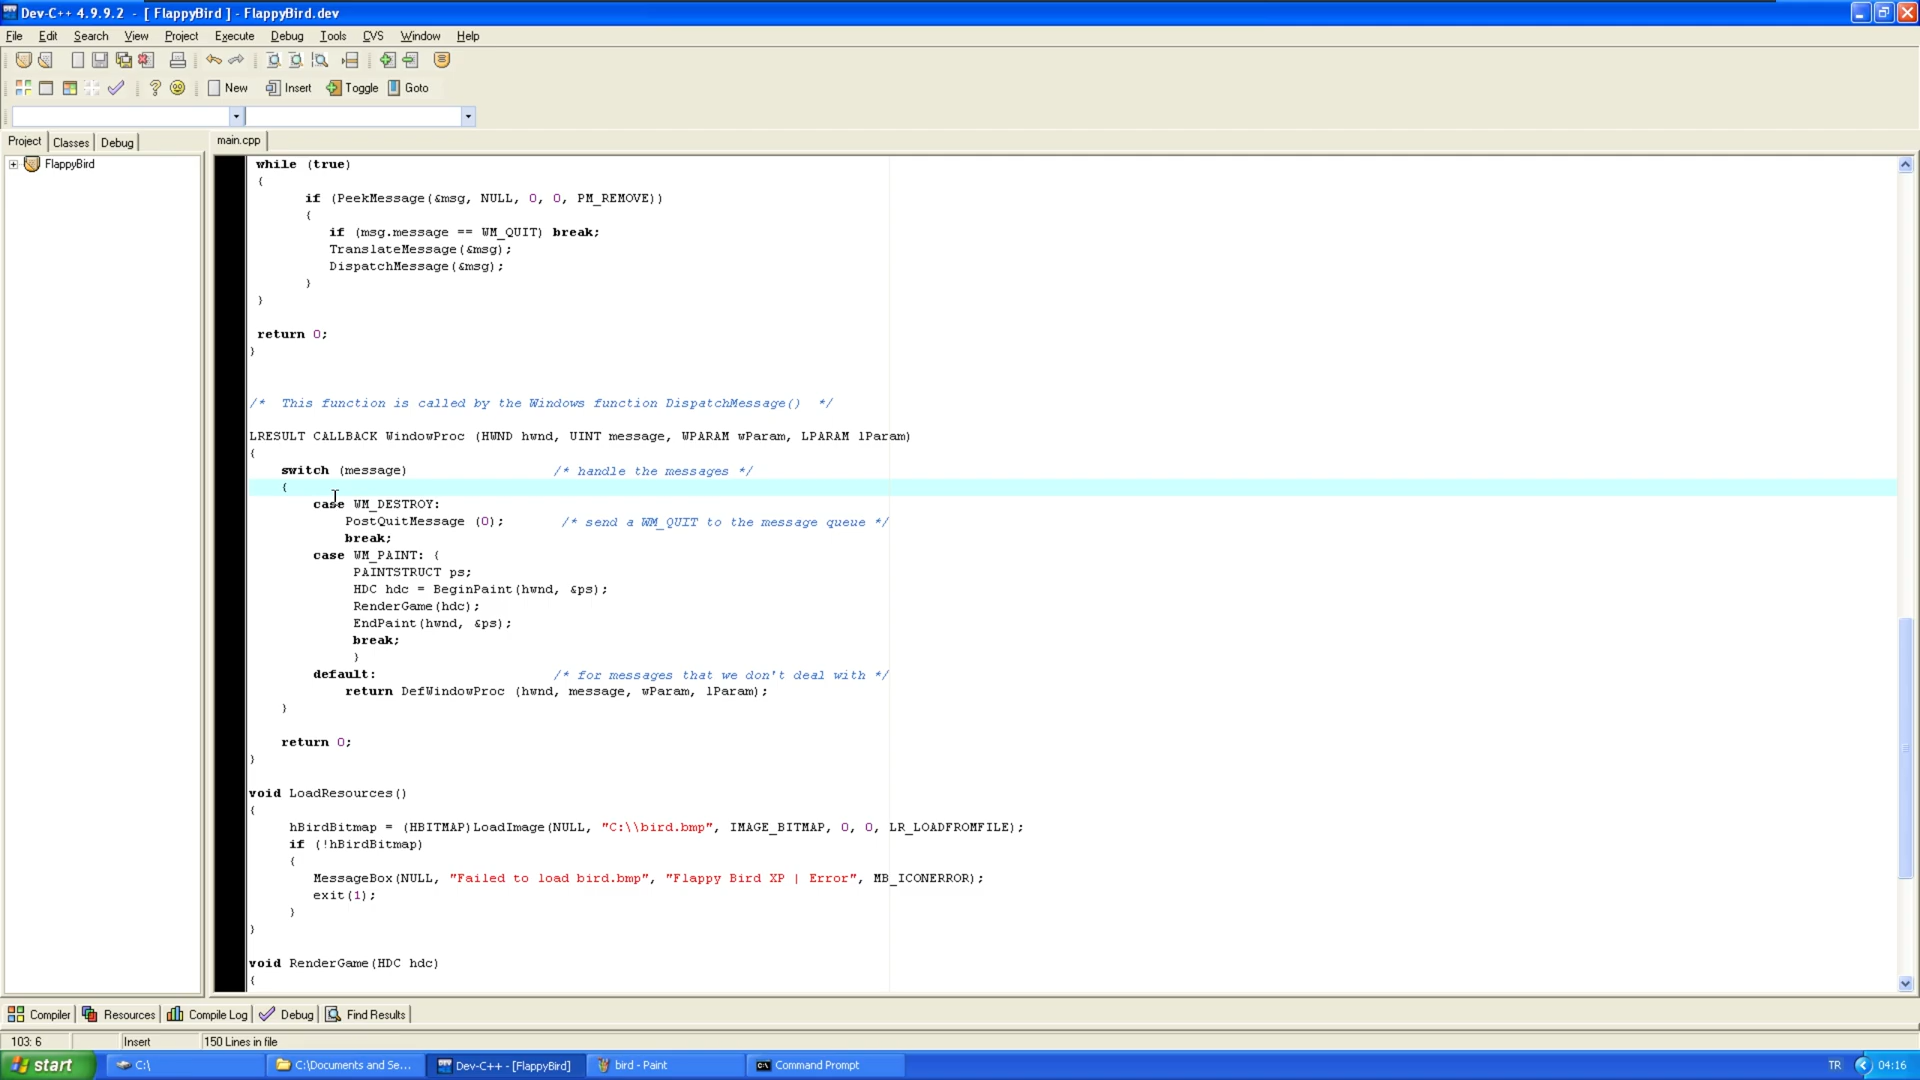 Dev-C++ 4.9.9.2 - [ FlappyBird ] - FlappyBird.dev
File Edit Search View Project Execute Debug Tools CVS Window Help
New Insert Toggle Goto
Project Classes Debug main.cpp
FlappyBird
while (true)
{
if (PeekMessage(&msg, NULL, 0, 0, PM_REMOVE))
{
if (msg.message == WM_QUIT) break;
TranslateMessage(&msg);
DispatchMessage(&msg);
}
}
return 0;
}
/* This function is called by the Windows function DispatchMessage() */
LRESULT CALLBACK WindowProc (HWND hwnd, UINT message, WPARAM wParam, LPARAM lParam)
{
switch (message) /* handle the messages */
{
case WM_DESTROY:
PostQuitMessage (0); /* send a WM_QUIT to the message queue */
break;
case WM_PAINT: {
PAINTSTRUCT ps;
HDC hdc = BeginPaint(hwnd, &ps);
RenderGame(hdc);
EndPaint(hwnd, &ps);
break;
}
default: /* for messages that we don't deal with */
return DefWindowProc (hwnd, message, wParam, lParam);
}
return 0;
}
void LoadResources()
{
hBirdBitmap = (HBITMAP)LoadImage(NULL, "C:\\bird.bmp", IMAGE_BITMAP, 0, 0, LR_LOADFROMFILE);
if (!hBirdBitmap)
{
MessageBox(NULL, "Failed to load bird.bmp", "Flappy Bird XP | Error", MB_ICONERROR);
exit(1);
}
}
void RenderGame(HDC hdc)
{
Compiler Resources Compile Log Debug Find Results
103: 6 Insert 150 Lines in file
start C:\ C:\Documents and Se... Dev-C++ - [FlappyBird] bird - Paint Command Prompt TR 04:16